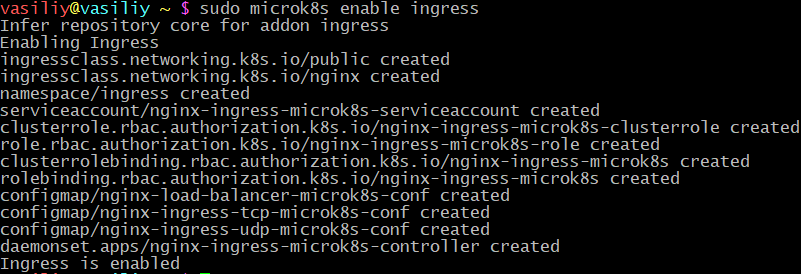 vasiliy@vasiliy ~ $ sudo microk8s enable ingress
Infer repository core for addon ingress
Enabling Ingress
ingressclass.networking.k8s.io/public created
ingressclass.networking.k8s.io/nginx created
namespace/ingress created
serviceaccount/nginx-ingress-microk8s-serviceaccount created
clusterrole.rbac.authorization.k8s.io/nginx-ingress-microk8s-clusterrole created
role.rbac.authorization.k8s.io/nginx-ingress-microk8s-role created
clusterrolebinding.rbac.authorization.k8s.io/nginx-ingress-microk8s created
rolebinding.rbac.authorization.k8s.io/nginx-ingress-microk8s created
configmap/nginx-load-balancer-microk8s-conf created
configmap/nginx-ingress-tcp-microk8s-conf created
configmap/nginx-ingress-udp-microk8s-conf created
daemonset.apps/nginx-ingress-microk8s-controller created
Ingress is enabled